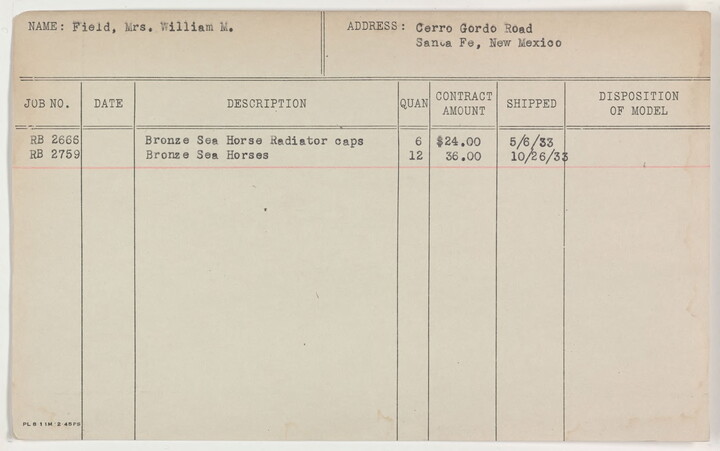 NAME: Field, Mrs. William M.
ADDRESS: Cerro Gordo Road
Santa Fe, New Mexico
JOB NO. DATE DESCRIPTION QUAN CONTRACT AMOUNT SHIPPED DISPOSITION OF MODEL
RB 2666 Bronze Sea Horse Radiator caps 6 $24.00 5/6/33
RB 2759 Bronze Sea Horses 12 36.00 10/26/33